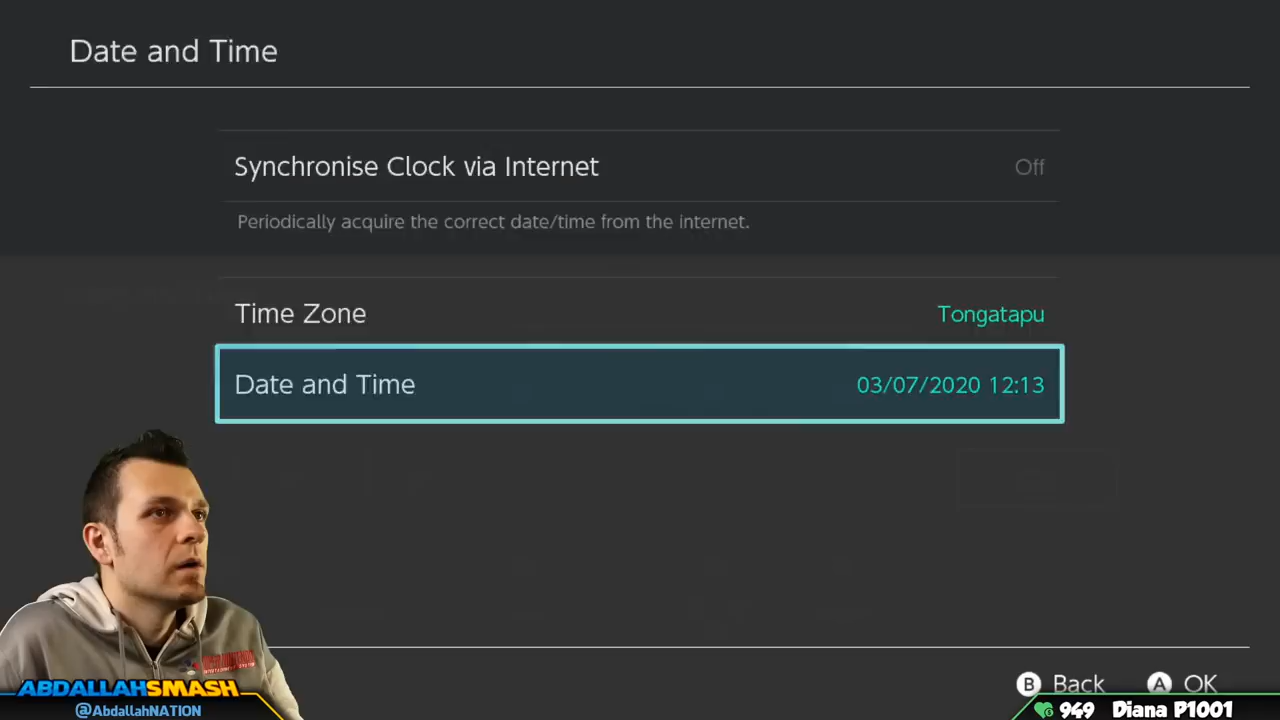 Date and Time
Synchronise Clock via Internet Off
Periodically acquire the correct date/time from the internet.
Time Zone Tongatapu
Date and Time 03/07/2020 12:13
B Back A OK
ABDALLAHSMASH
@AbdallahNATION
949 Diana P1001